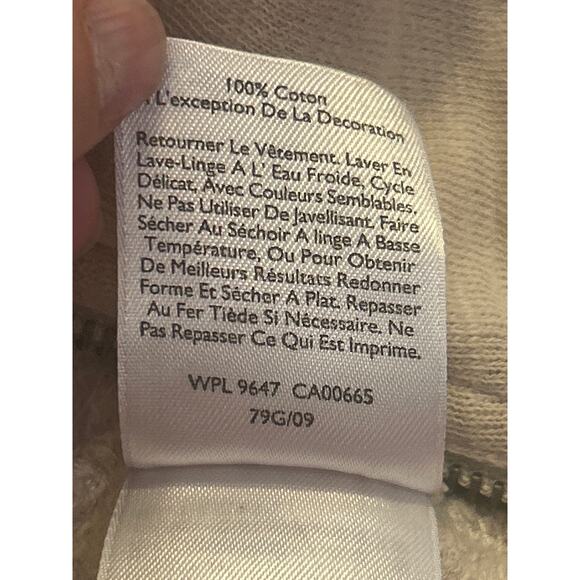 100% Coton
L'exception De La Decoration
Retourner Le Vêtement, Laver En
Lave-Linge A L' Eau Froide, Cycle
Délicat, Avec Couleurs Semblables,
Ne Pas Utiliser De Javellisant, Faire
Sécher Au Séchoir A linge A Basse
Température, Ou Pour Obtenir
De Meilleurs Résultats Redonner
Forme Et Sécher A Plat. Repasser
Au Fer Tiède Si Nécessaire. Ne
Pas Repasser Ce Qui Est Imprime.
WPL 9647 CA00665
79G/09